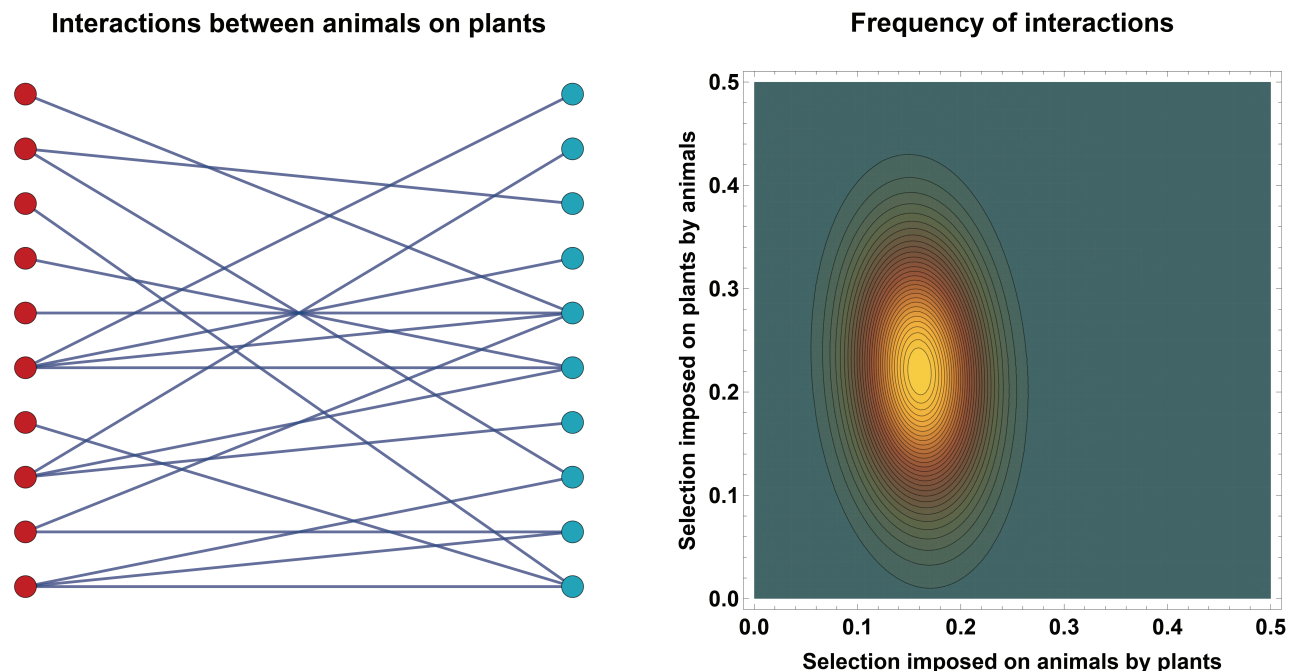 Interactions between animals on plants
Frequency of interactions
Selection imposed on plants by animals
0.5
0.4
0.3
0.2
0.1
0.0
0.0 0.1 0.2 0.3 0.4 0.5
Selection imposed on animals by plants